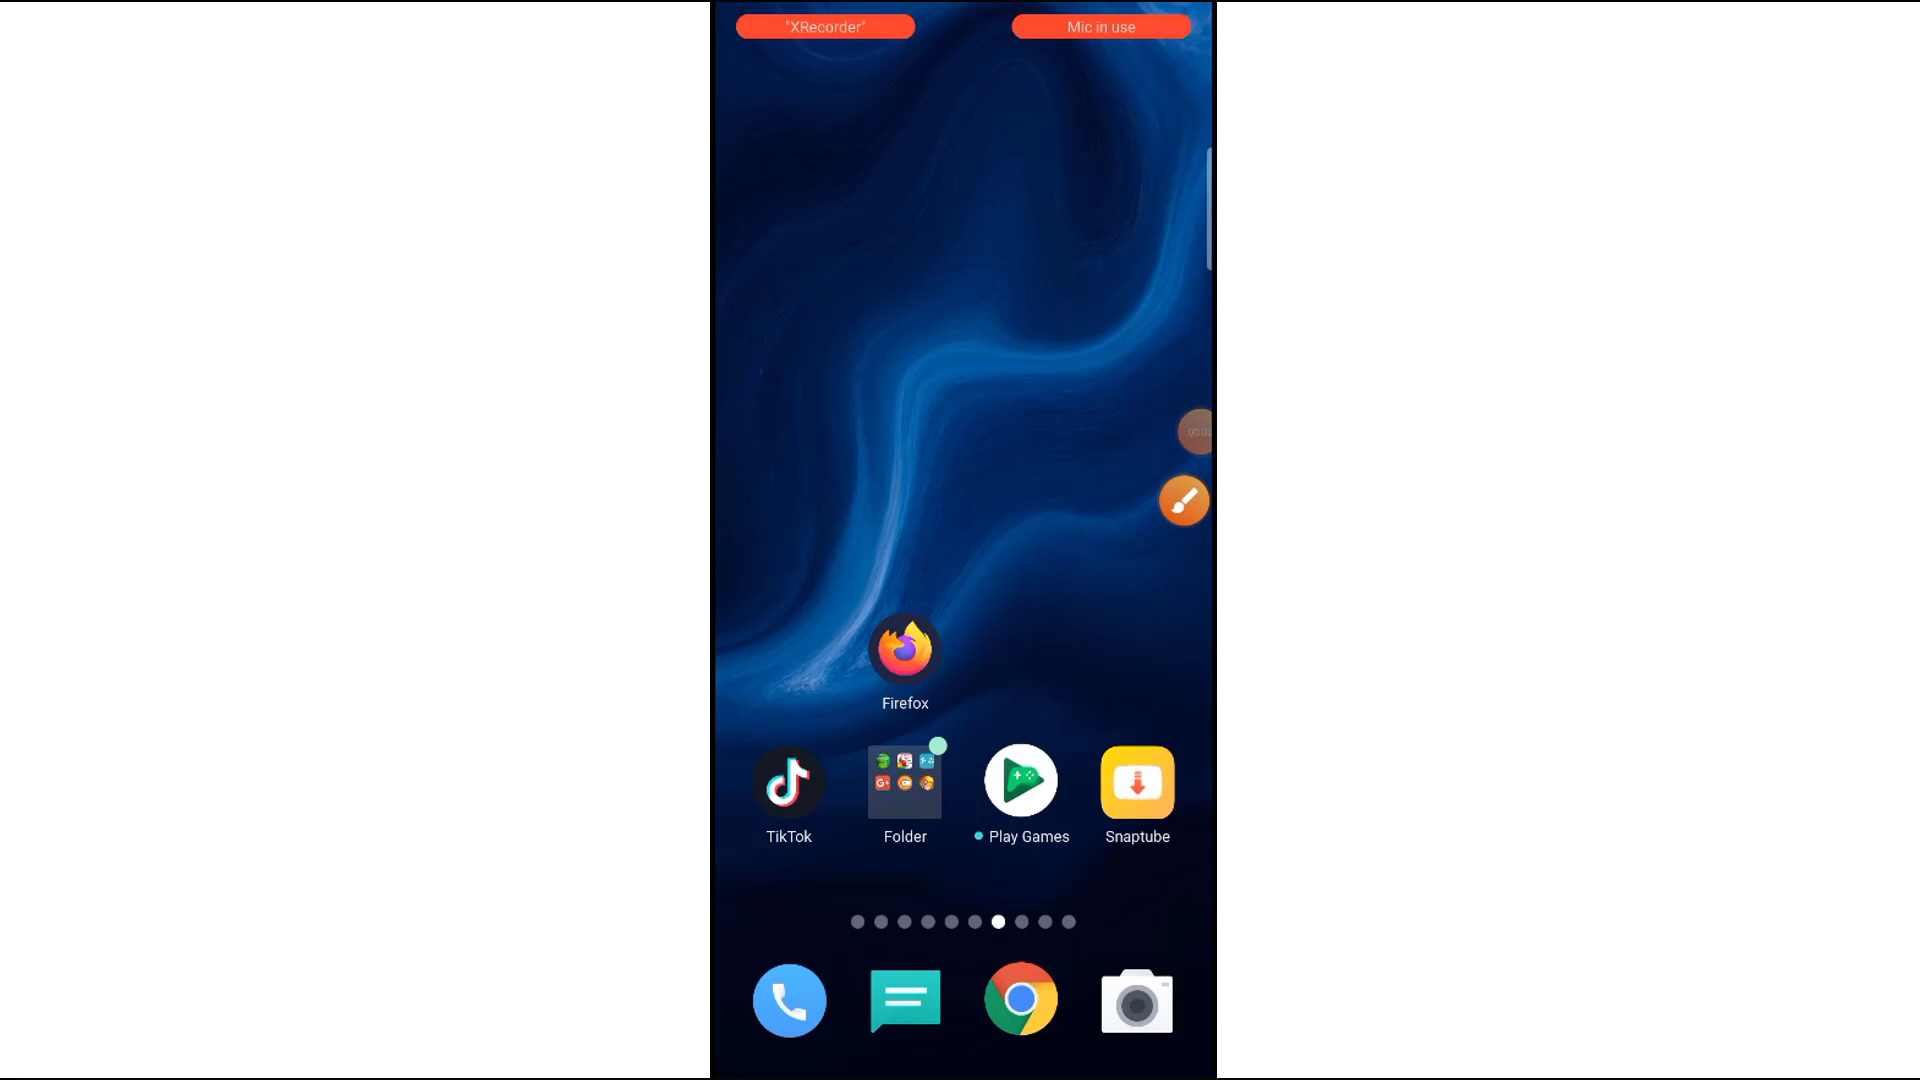 "XRecorder"
Mic in use
Firefox
TikTok
Folder
Play Games
Snaptube